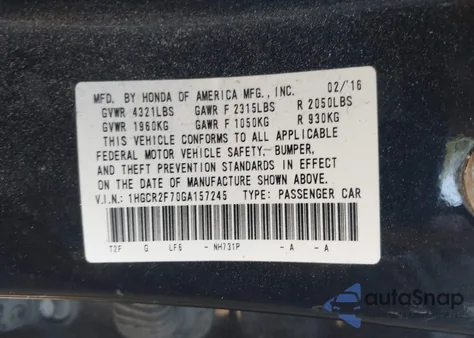 MFD. BY HONDA OF AMERICA MFG., INC. 02/'16
GVWR 4321LBS GAWR F 2315LBS R 2050LBS
GVWR 1960KG GAWR F 1050KG R 930KG
THIS VEHICLE CONFORMS TO ALL APPLICABLE
FEDERAL MOTOR VEHICLE SAFETY, BUMPER,
AND THEFT PREVENTION STANDARDS IN EFFECT
ON THE DATE OF MANUFACTURE SHOWN ABOVE.
V.I.N.: 1HGCR2F70GA157245 TYPE: PASSENGER CAR
T2F G LF6 - NH731P - A - A
autoSnap